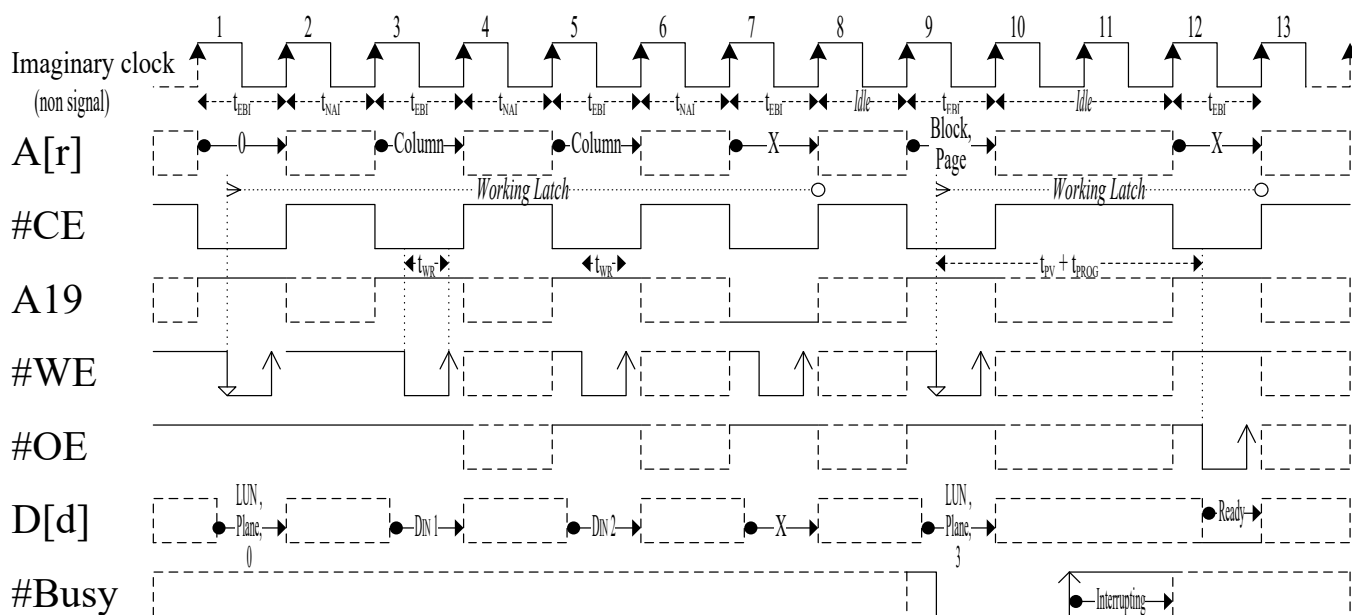 1 2 3 4 5 6 7 8 9 10 11 12 13
Imaginary clock
(non signal)
tEBI tNAI tEBI tNAI tEBI tNAI tEBI Idle tEBI Idle tEBI
A[r] 0 Column Column X Block, Page X
Working Latch Working Latch
#CE
tWR tWR tPV + tPROG
A19
#WE
#OE
D[d] LUN, Plane, 0 DIN 1 DIN 2 X LUN, Plane, 3 Ready
#Busy Interrupting